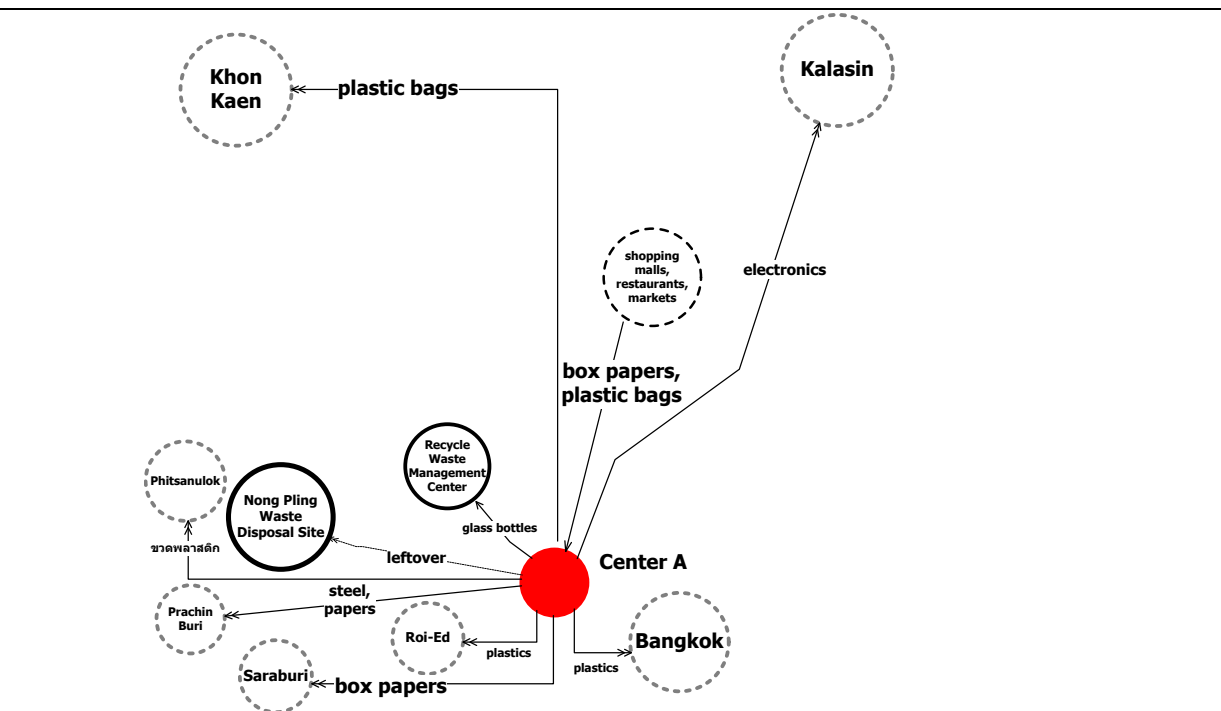 Khon
Kaen
plastic bags
Kalasin
shopping
malls,
restaurants,
markets
electronics
box papers,
plastic bags
Recycle
Waste
Management
Center
Phitsanulok
Nong Pling
Waste
Disposal Site
glass bottles
ขวดพลาสติก
leftover
Center A
steel,
papers
Prachin
Buri
Roi-Ed
plastics
Bangkok
plastics
Saraburi
box papers